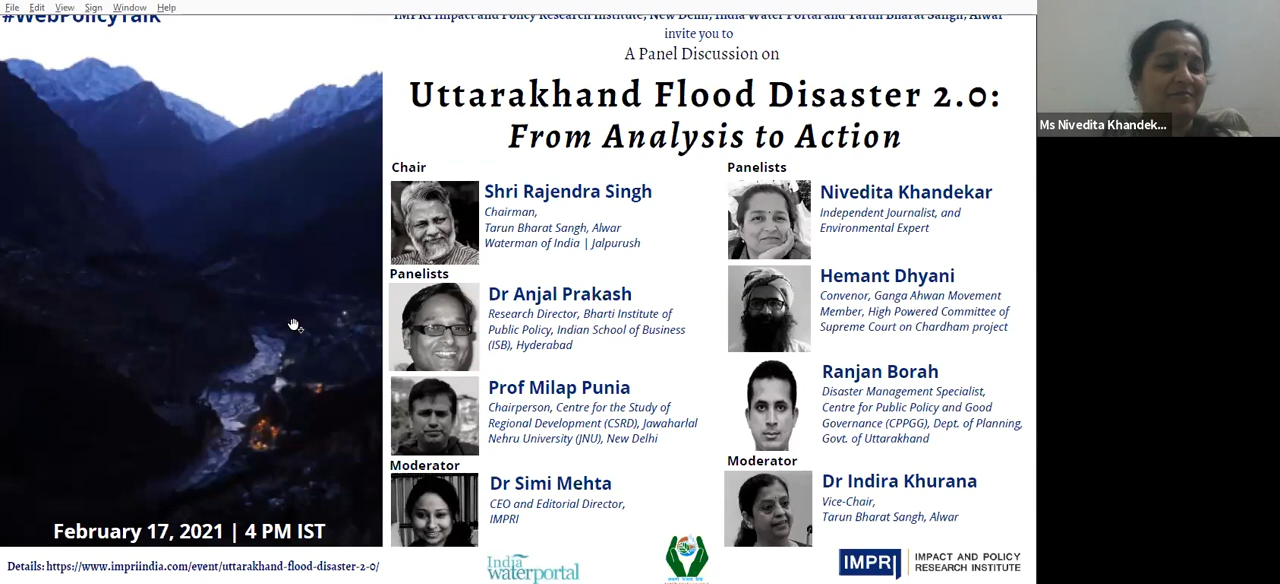 File Edit View Sign Window Help
#WebPolicyTalk
IMPRI Impact and Policy Research Institute, New Delhi, India Water Portal and Tarun Bharat Sangh, Alwar
invite you to
A Panel Discussion on
Uttarakhand Flood Disaster 2.0:
From Analysis to Action
Chair
Shri Rajendra Singh
Chairman,
Tarun Bharat Sangh, Alwar
Waterman of India | Jalpurush
Panelists
Dr Anjal Prakash
Research Director, Bharti Institute of
Public Policy, Indian School of Business
(ISB), Hyderabad
Prof Milap Punia
Chairperson, Centre for the Study of
Regional Development (CSRD), Jawaharlal
Nehru University (JNU), New Delhi
Moderator
Dr Simi Mehta
CEO and Editorial Director,
IMPRI
Panelists
Nivedita Khandekar
Independent Journalist, and
Environmental Expert
Hemant Dhyani
Convenor, Ganga Ahwan Movement
Member, High Powered Committee of
Supreme Court on Chardham project
Ranjan Borah
Disaster Management Specialist,
Centre for Public Policy and Good
Governance (CPPGG), Dept. of Planning,
Govt. of Uttarakhand
Moderator
Dr Indira Khurana
Vice-Chair,
Tarun Bharat Sangh, Alwar
February 17, 2021 | 4 PM IST
Details: https://www.impriindia.com/event/uttarakhand-flood-disaster-2-0/
India
waterportal
IMPRI
IMPACT AND POLICY
RESEARCH INSTITUTE
Ms Nivedita Khandek...